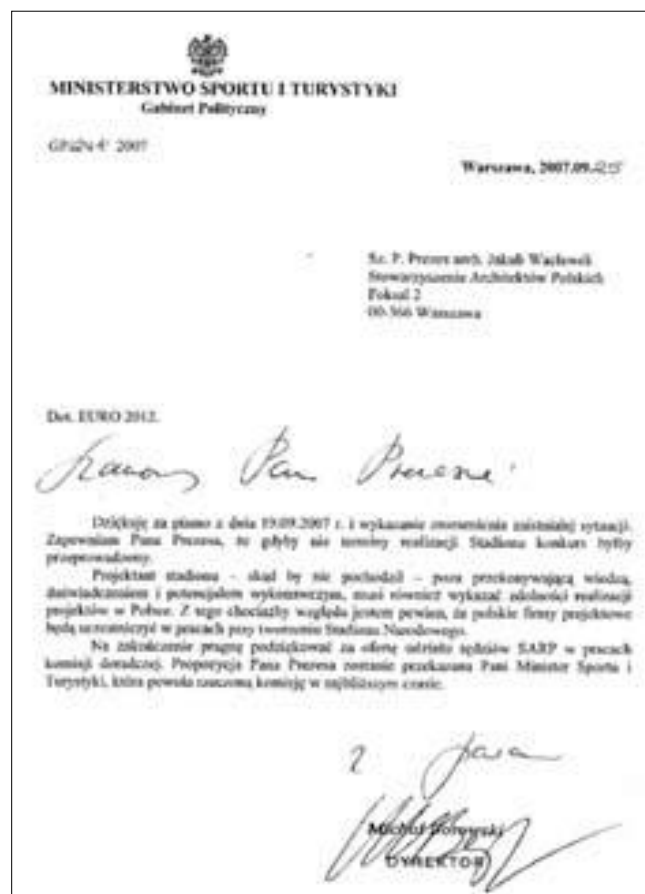 MINISTERSTWO SPORTU I TURYSTYKI
Gabinet Polityczny
2007
Warszawa, 2007.09.25
Sz. P. Prezes arch. Jakub Wacławek
Stowarzyszenie Architektów Polskich
Foksal 2
00-366 Warszawa
Dot. EURO 2012.
Szanowny Panie Prezesie
Dziękuję za pismo z dnia 19.09.2007 r. i wykazanie zrozumienia zaistniałej sytuacji.
Zapewniam Pana Prezesa, że gdyby nie terminy realizacji Stadionu konkurs byłby
przeprowadzony.
Projektant stadionu – skąd by nie pochodził – poza przekonywającą wiedzą,
doświadczeniem i potencjałem wykonawczym, musi również wykazać zdolności realizacji
projektów w Polsce. Z tego chociażby względu jestem pewien, że polskie firmy projektowe
będą uczestniczyć w pracach przy tworzeniu Stadionu Narodowego.
Na zakończenie pragnę podziękować za ofertę udziału sędziów SARP w pracach
komisji doradczej. Propozycja Pana Prezesa zostanie przekazana Pani Minister Sportu i
Turystyki, która powoła rzeczoną komisję w najbliższym czasie.
Michał Borowski
DYREKTOR